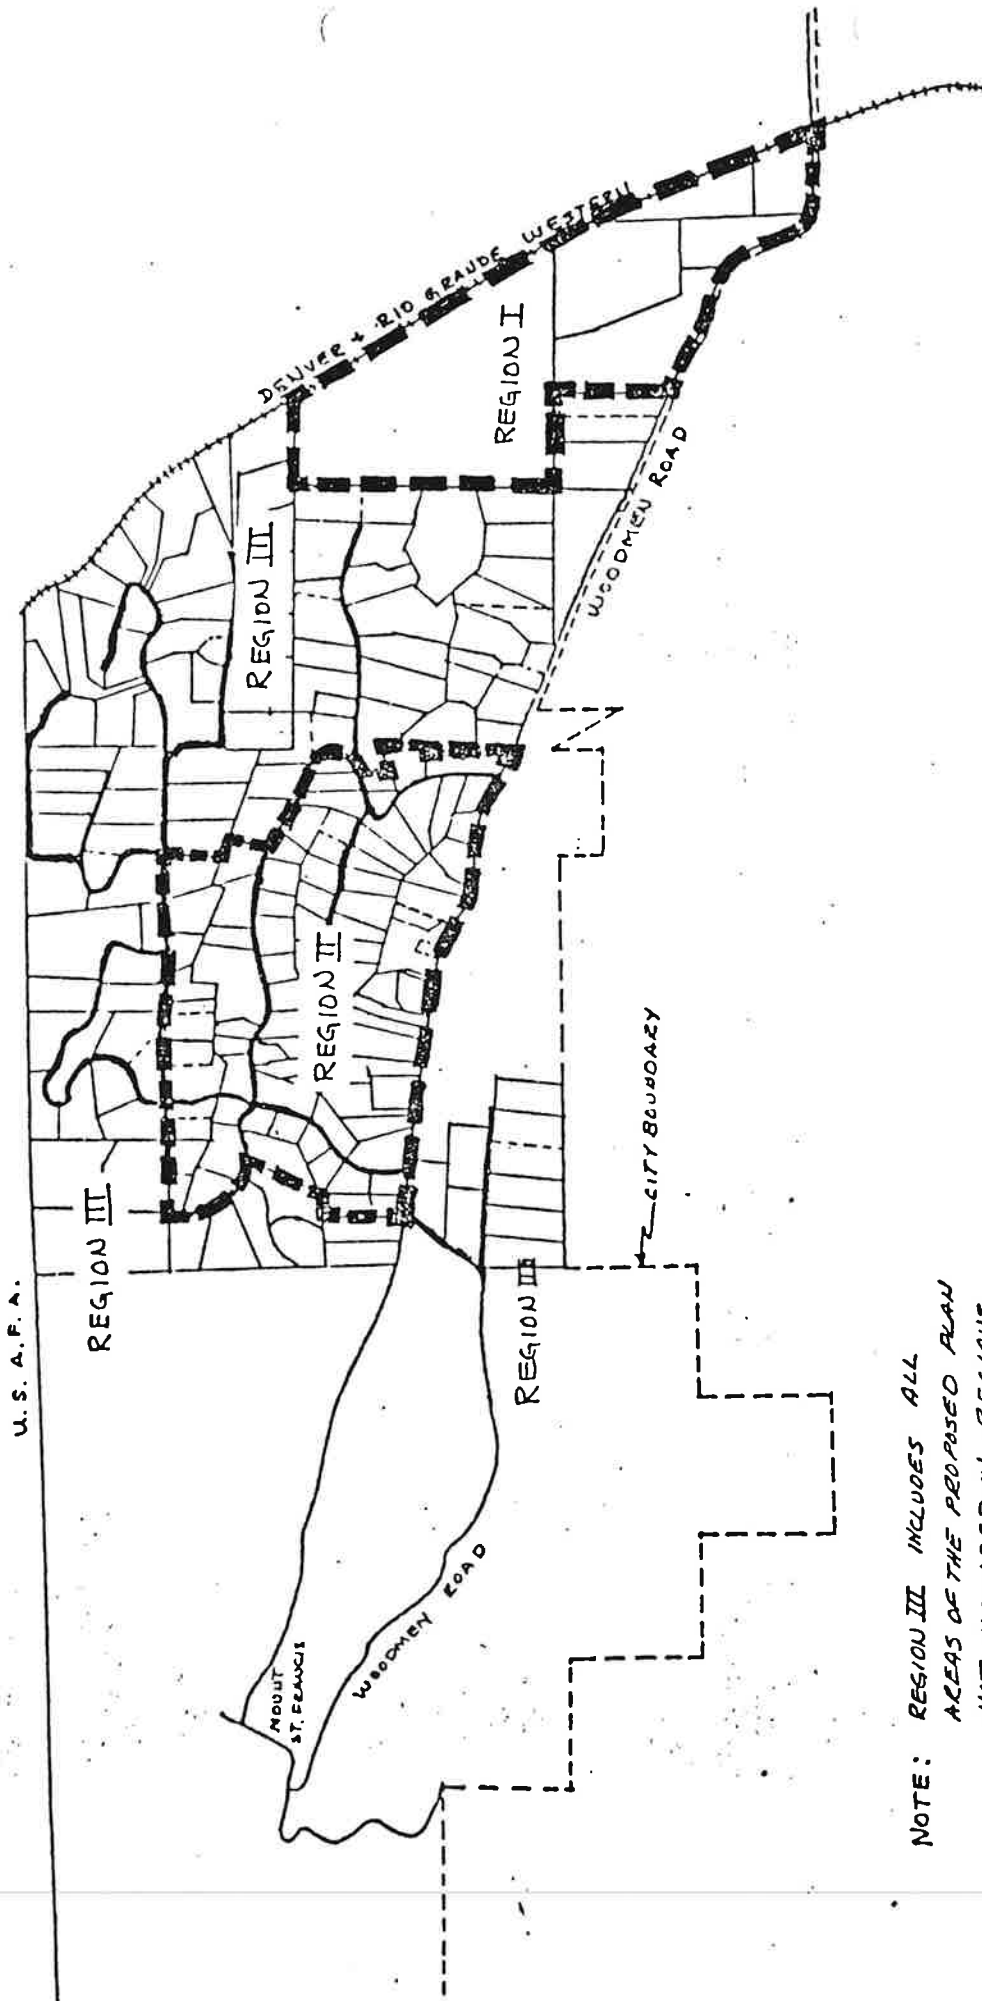 U. S. A. F. A.
DENVER & RIO GRANDE WESTERN
REGION III
REGION III
REGION I
REGION II
WOODMEN ROAD
CITY BOUNDARY
REGION III
MOUNT
ST. FRANCIS
WOODMEN ROAD
NOTE: REGION III INCLUDES ALL
AREAS OF THE PROPOSED PLAN